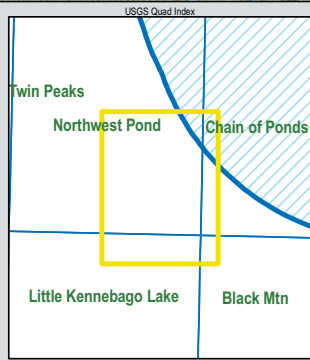 USGS Quad Index
Twin Peaks
Northwest Pond
Chain of Ponds
Little Kennebago Lake
Black Mtn